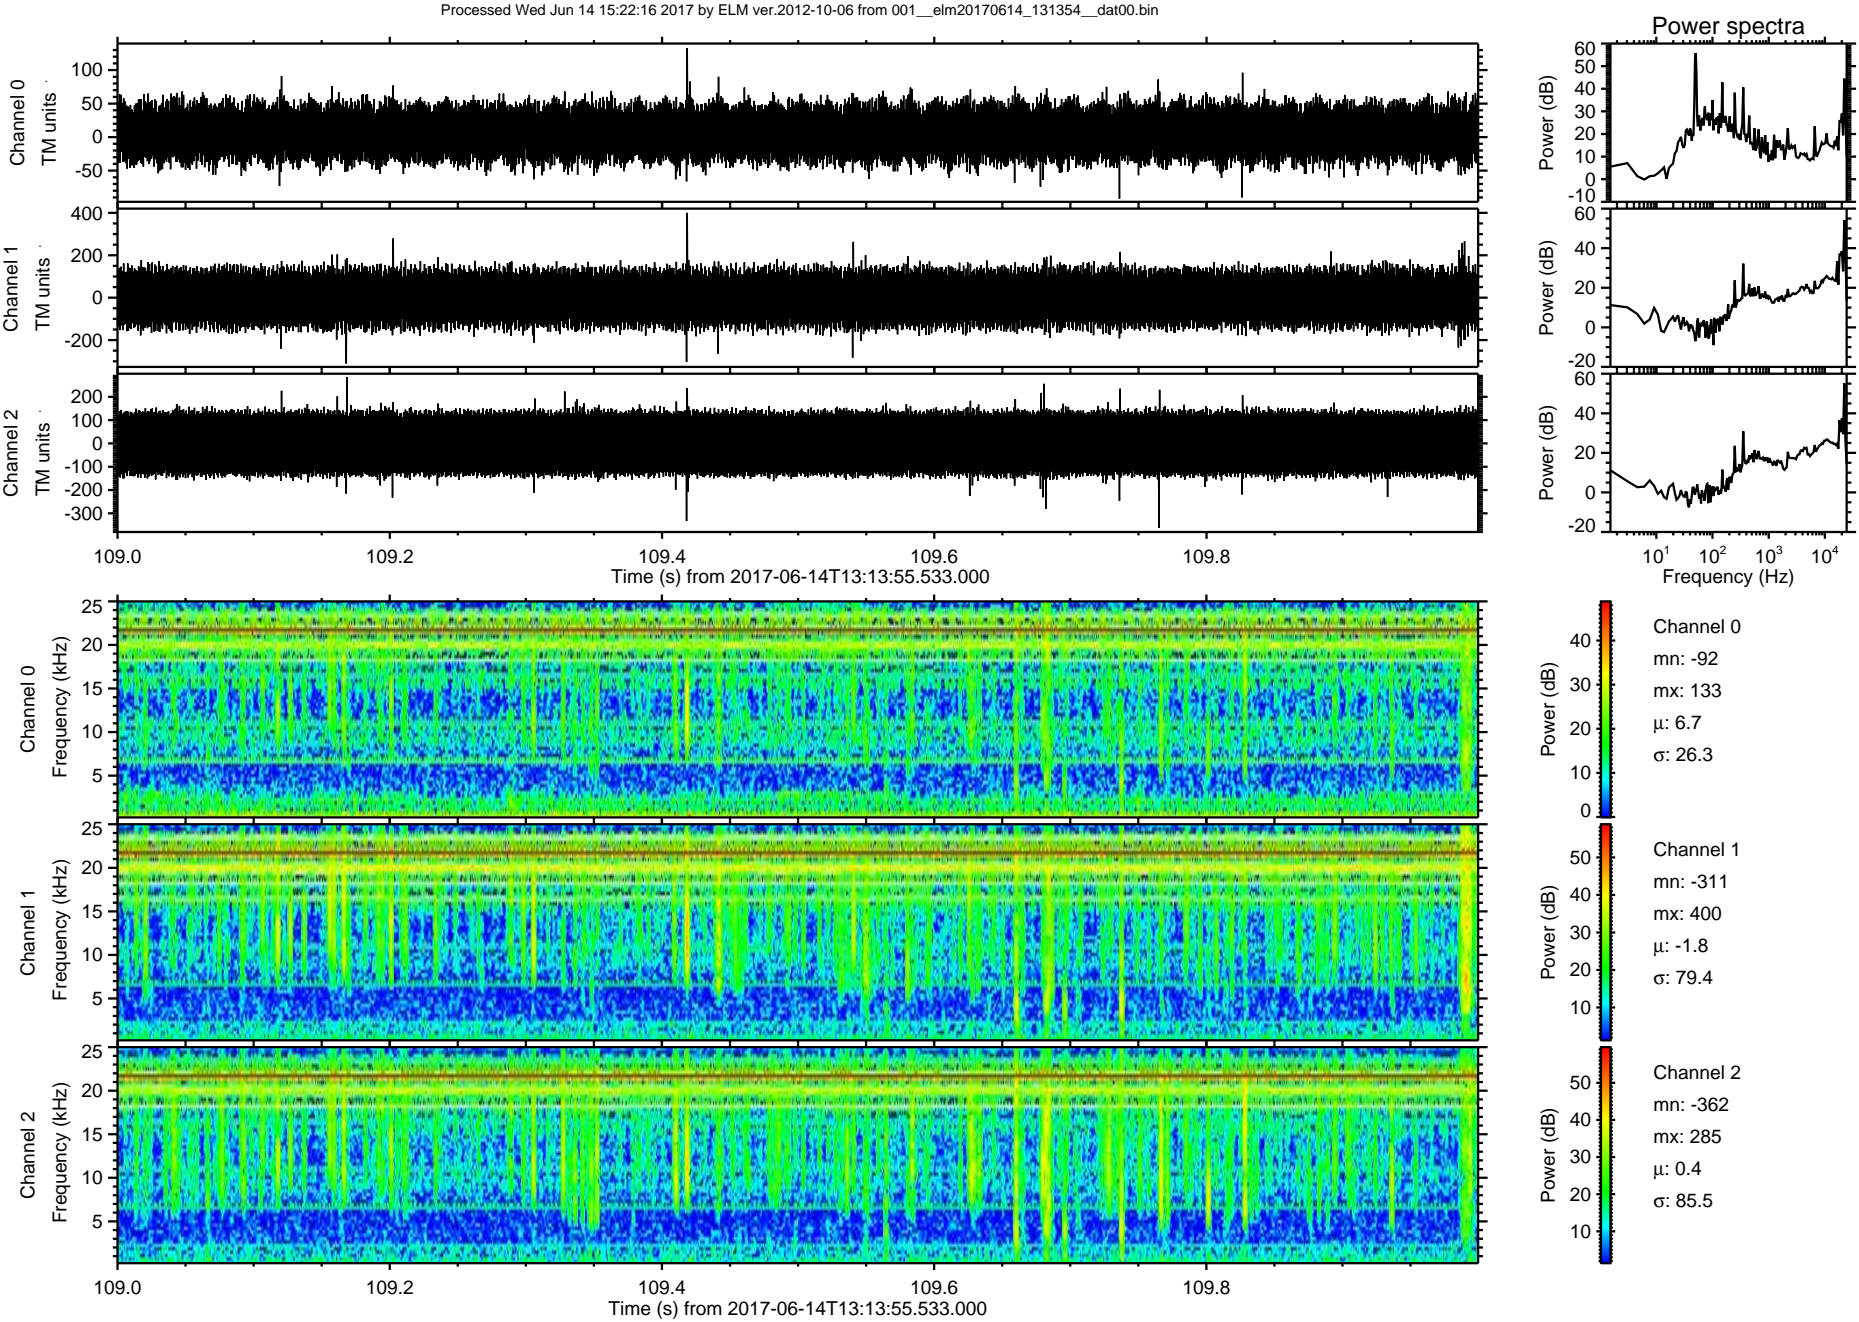 Processed Wed Jun 14 15:22:16 2017 by ELM ver.2012-10-06 from 001__elm20170614_131354__dat00.bin
Power spectra
Channel 0
TM units
100
50
0
-50
Power (dB)
60
50
40
30
20
10
0
-10
Channel 1
TM units
400
200
0
-200
Power (dB)
60
40
20
0
-20
Channel 2
TM units
200
100
0
-100
-200
-300
Power (dB)
60
40
20
0
-20
109.0
109.2
109.4
109.6
109.8
Time (s) from 2017-06-14T13:13:55.533.000
10¹
10²
10³
10⁴
Frequency (Hz)
Channel 0
Frequency (kHz)
25
20
15
10
5
Power (dB)
40
30
20
10
0
Channel 0
mn: -92
mx: 133
μ: 6.7
σ: 26.3
Channel 1
Frequency (kHz)
25
20
15
10
5
Power (dB)
50
40
30
20
10
Channel 1
mn: -311
mx: 400
μ: -1.8
σ: 79.4
Channel 2
Frequency (kHz)
25
20
15
10
5
Power (dB)
50
40
30
20
10
Channel 2
mn: -362
mx: 285
μ: 0.4
σ: 85.5
109.0
109.2
109.4
109.6
109.8
Time (s) from 2017-06-14T13:13:55.533.000